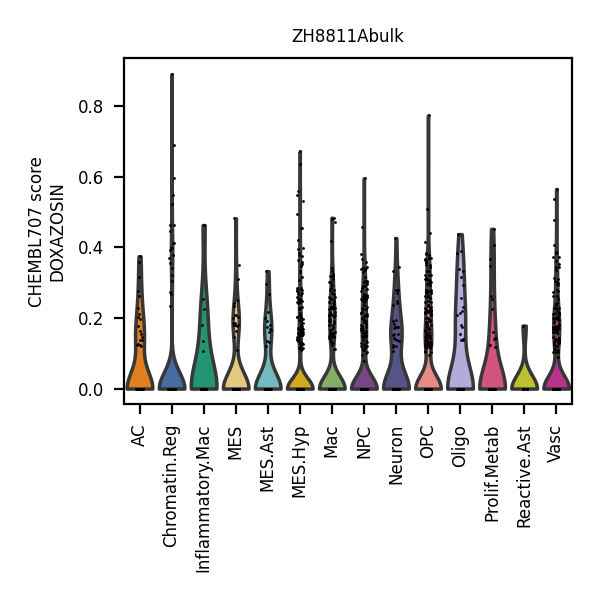 ZH8811Abulk
CHEMBL707 score
DOXAZOSIN
0.8
0.6
0.4
0.2
0.0
AC
Chromatin.Reg
Inflammatory.Mac
MES
MES.Ast
MES.Hyp
Mac
NPC
Neuron
OPC
Oligo
Prolif.Metab
Reactive.Ast
Vasc